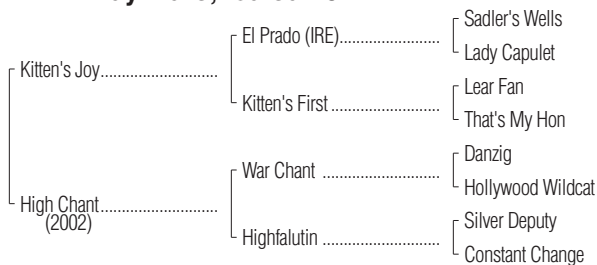 Sadler's Wells
El Prado (IRE)........................
Lady Capulet
Kitten's Joy............................
Lear Fan
Kitten's First ..........................
That's My Hon
Danzig
War Chant ............................
Hollywood Wildcat
High Chant............................
(2002)
Silver Deputy
Highfalutin .............................
Constant Change